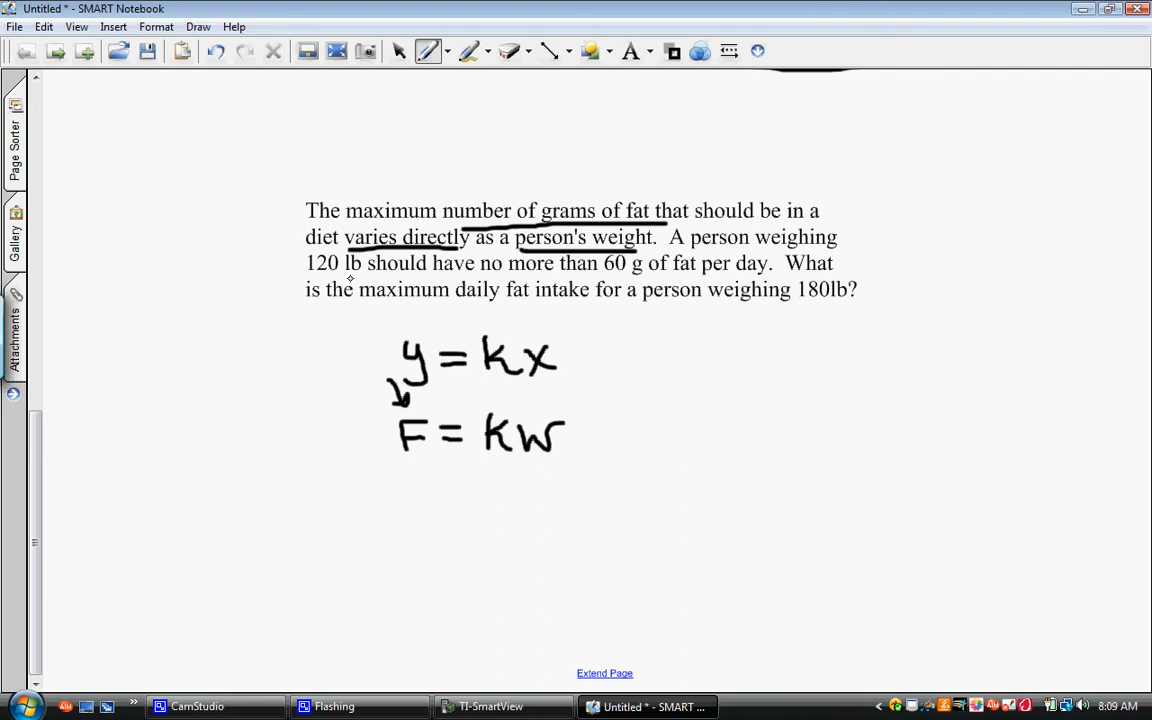 Untitled * - SMART Notebook
File Edit View Insert Format Draw Help
Page Sorter
Gallery
Attachments
The maximum number of grams of fat that should be in a
diet varies directly as a person's weight. A person weighing
120 lb should have no more than 60 g of fat per day. What
is the maximum daily fat intake for a person weighing 180lb?
y = kx
F = kw
Extend Page
CamStudio Flashing TI-SmartView Untitled * - SMART ... 8:09 AM